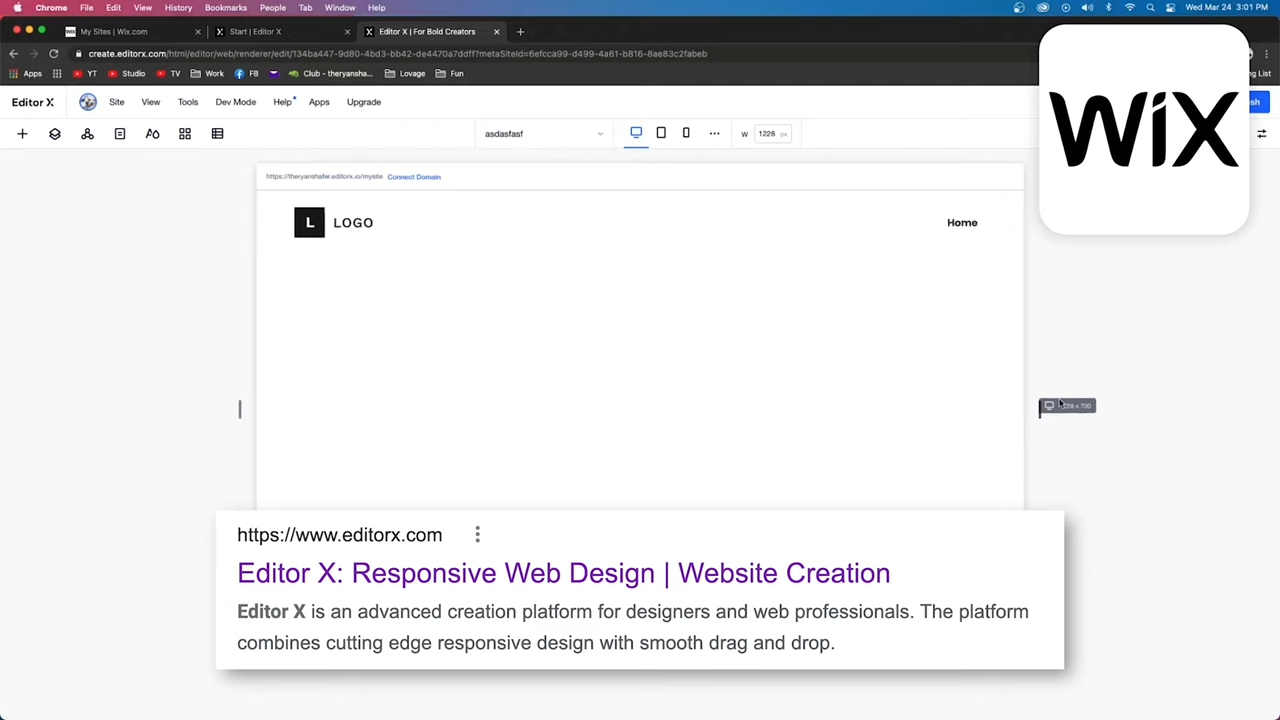 Chrome File Edit View History Bookmarks People Tab Window Help
Wed Mar 24 3:01 PM
My Sites | Wix.com
Start | Editor X
Editor X | For Bold Creators
create.editorx.com/html/editor/web/renderer/edit/134ba447-9d80-4bd3-bb42-de4470a7ddff?metaSiteId=6efcca99-d499-4a61-b816-8ae83c2fabeb
Apps YT Studio TV Work FB Club - theryansha... Lovage Fun
ng List
Editor X Site View Tools Dev Mode Help Apps Upgrade
sh
WiX
asdasfasf W 1228 px
https://theryanshafer.editorx.io/mysite Connect Domain
L LOGO
Home
https://www.editorx.com
Editor X: Responsive Web Design | Website Creation
Editor X is an advanced creation platform for designers and web professionals. The platform
combines cutting edge responsive design with smooth drag and drop.